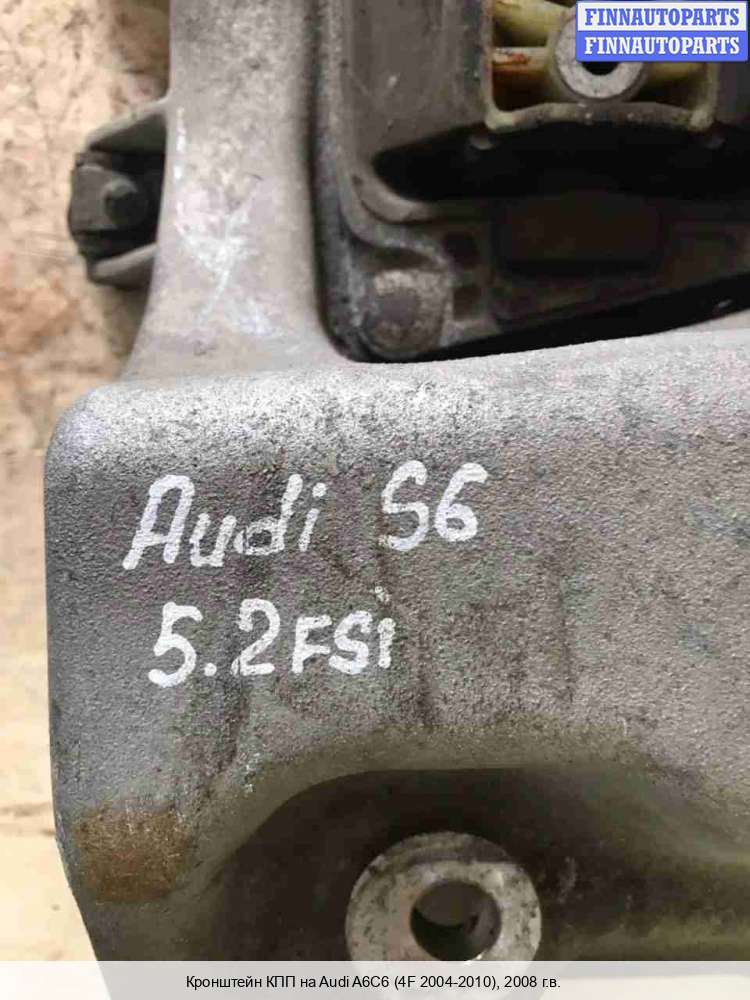 FINNAUTOPARTS
FINNAUTOPARTS
Audi S6
5.2FSi
Кронштейн КПП на Audi A6C6 (4F 2004-2010), 2008 г.в.